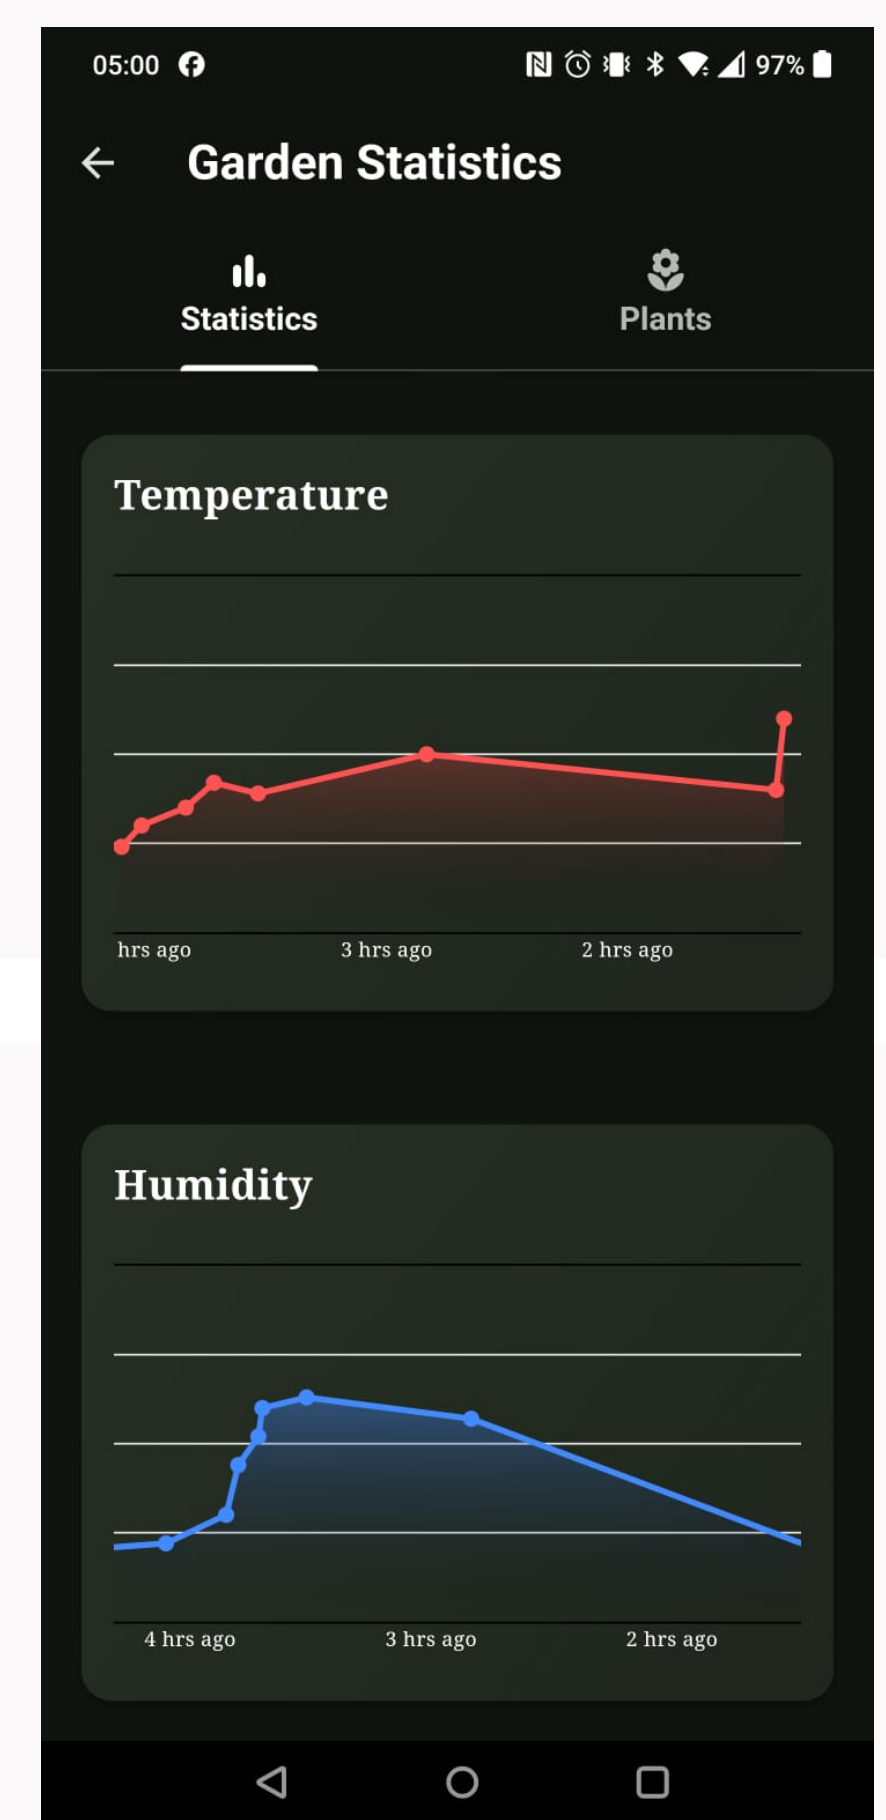 05:00 97%
Garden Statistics
Statistics Plants
Temperature
hrs ago 3 hrs ago 2 hrs ago
Humidity
4 hrs ago 3 hrs ago 2 hrs ago